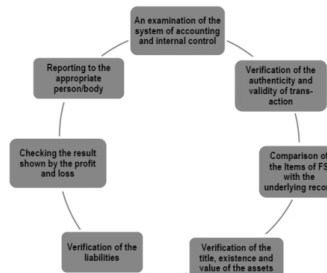 An examination of the
system of accounting
and internal control
Reporting to the
appropriate
person/body
Verification of the
authenticity and
validity of trans-
action
Checking the result
shown by the profit
and loss
Comparison of
the Items of FS
with the
underlying recor
Verification of the
liabilities
Verification of the
title, existence and
value of the assets